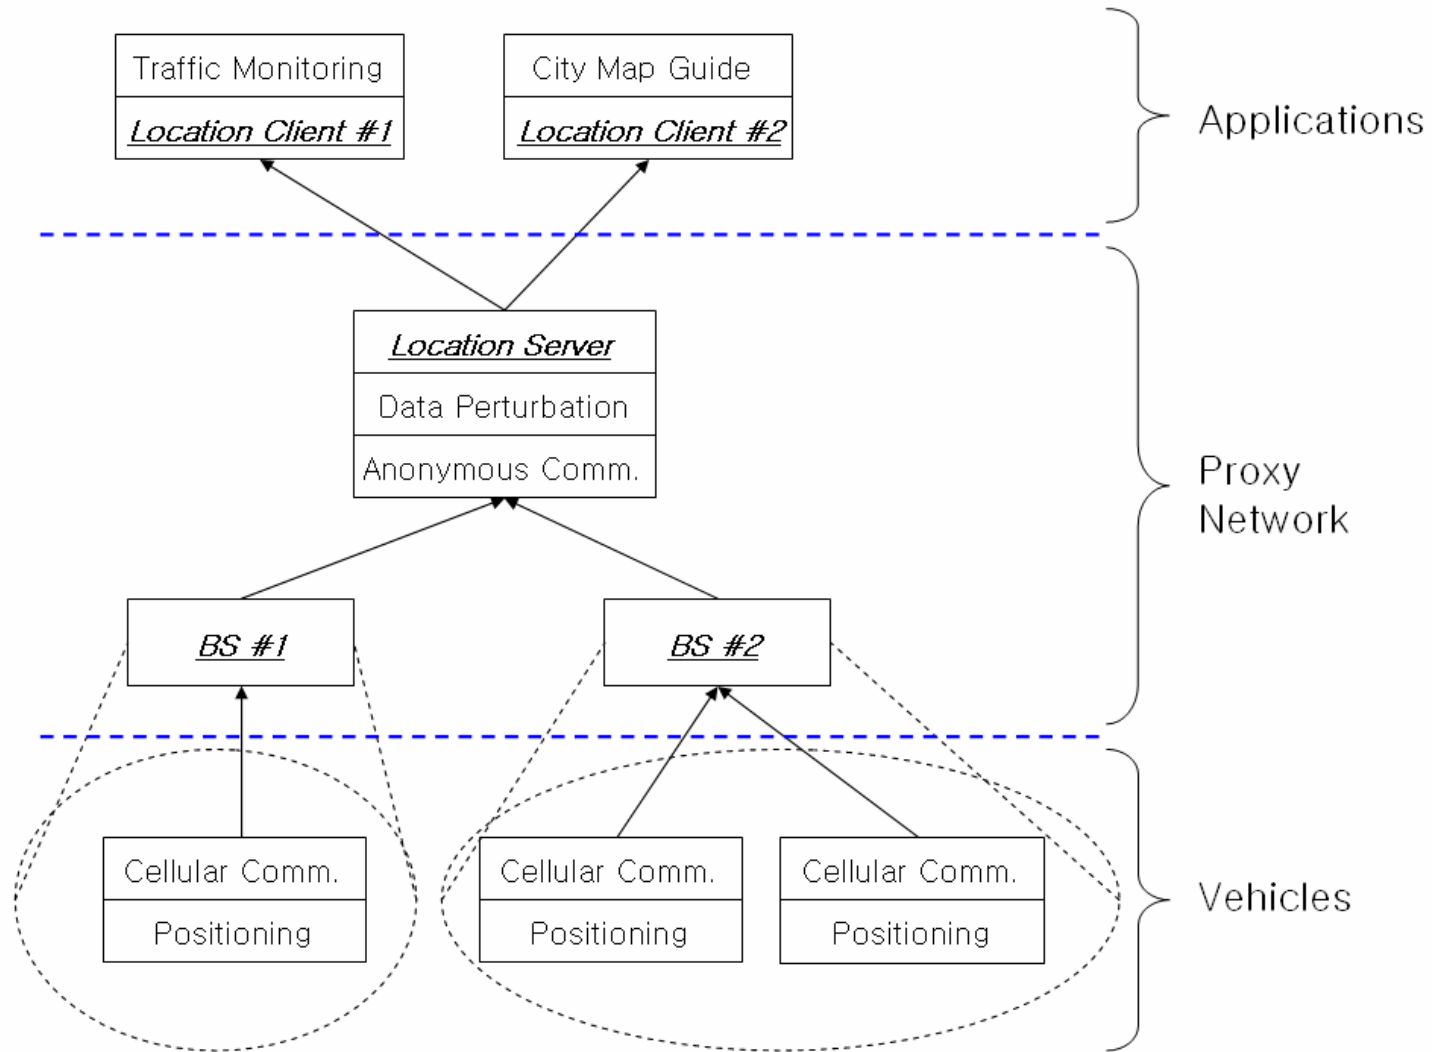 Traffic Monitoring
Location Client #1
City Map Guide
Location Client #2
Applications
Location Server
Data Perturbation
Anonymous Comm.
Proxy
Network
BS #1
BS #2
Cellular Comm.
Positioning
Cellular Comm.
Positioning
Cellular Comm.
Positioning
Vehicles